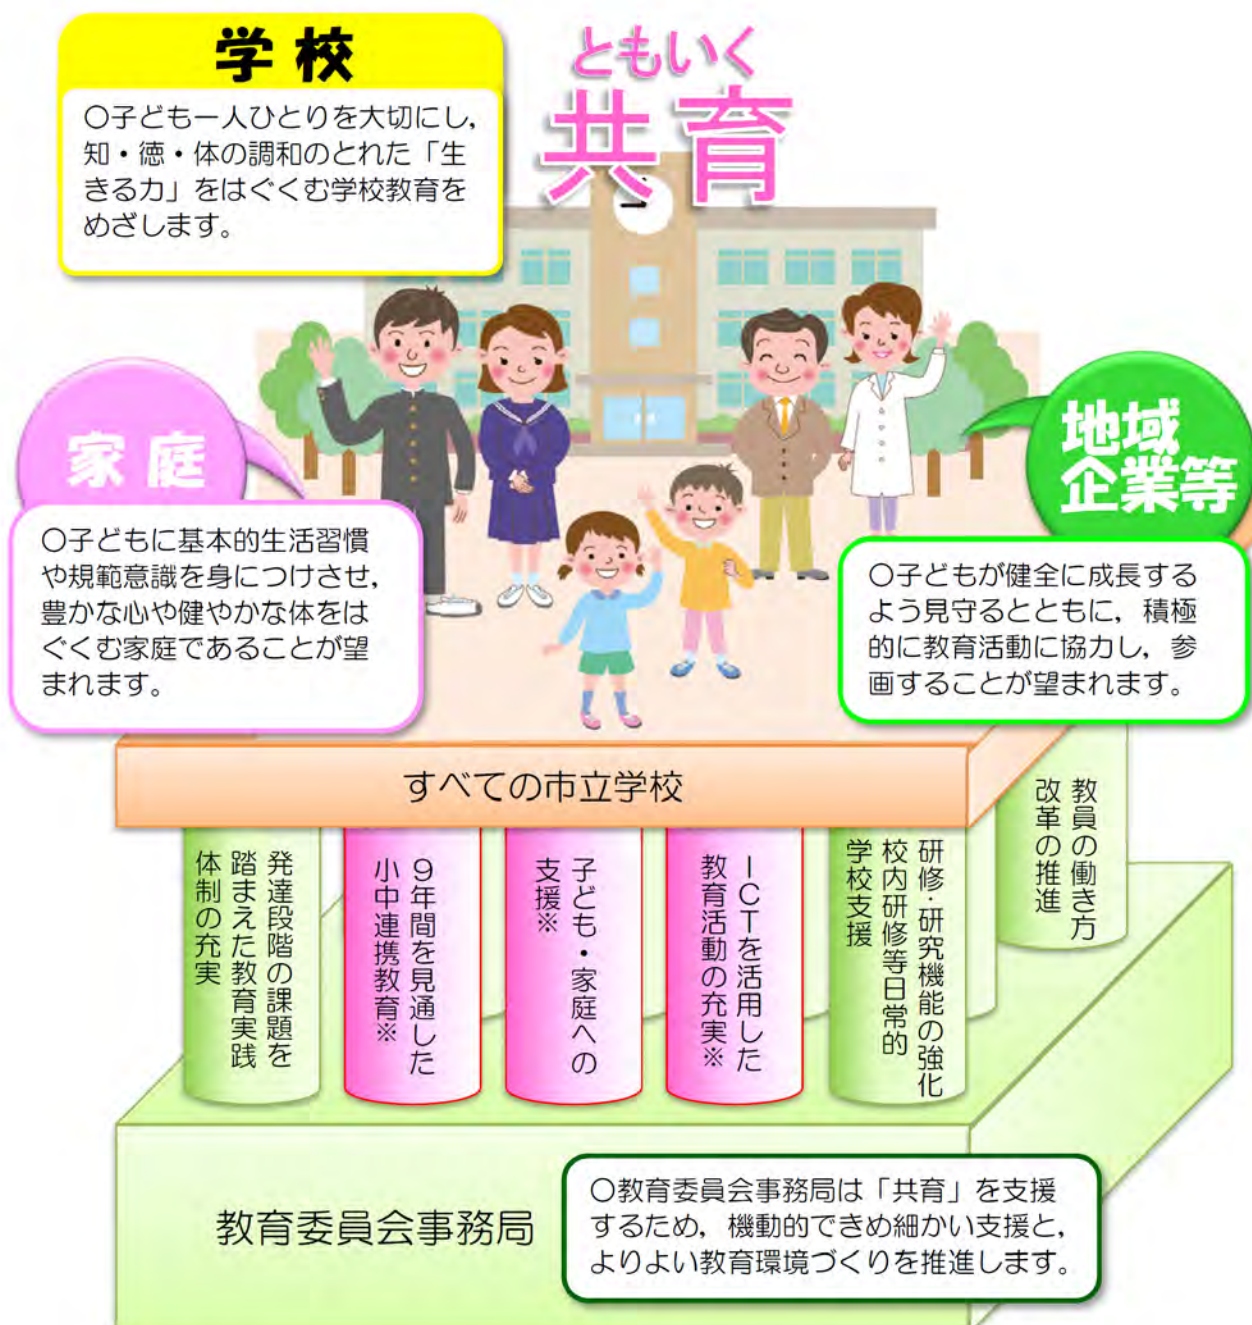 学校
○子ども一人ひとりを大切にし，
知・徳・体の調和のとれた「生
きる力」をはぐくむ学校教育を
めざします。
ともいく
共育
家庭
○子どもに基本的生活習慣
や規範意識を身につけさせ，
豊かな心や健やかな体をは
ぐくむ家庭であることが望
まれます。
地域
企業等
○子どもが健全に成長する
よう見守るとともに，積極
的に教育活動に協力し，参
画することが望まれます。
すべての市立学校
発達段階の課題を
踏まえた教育実践
体制の充実
９年間を見通した
小中連携教育※
子ども・家庭への
支援※
ＩＣＴを活用した
教育活動の充実※
研修・研究機能の強化
校内研修等日常的
学校支援
教員の働き方
改革の推進
教育委員会事務局
○教育委員会事務局は「共育」を支援
するため，機動的できめ細かい支援と，
よりよい教育環境づくりを推進します。